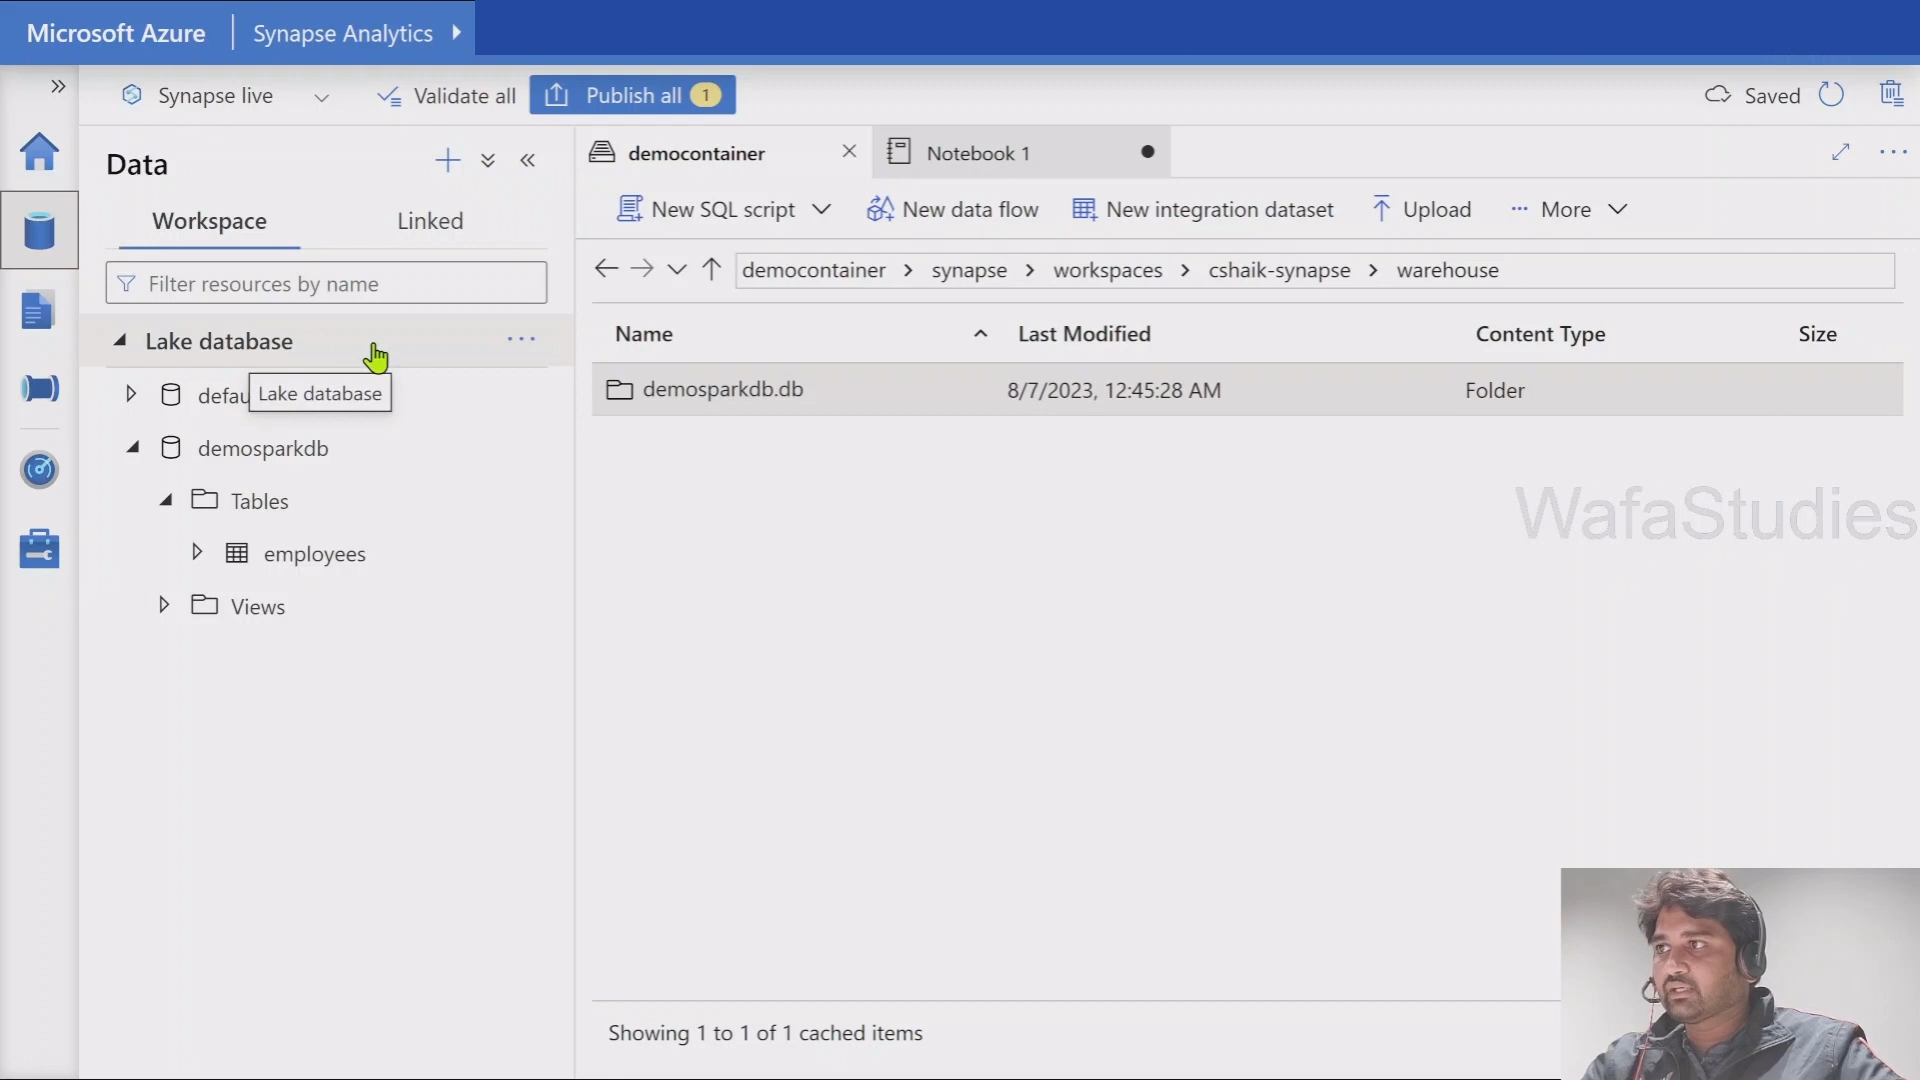 Microsoft Azure
Synapse Analytics
Synapse live
Validate all
Publish all 1
Saved
Data
democontainer
Notebook 1
Workspace
Linked
New SQL script
New data flow
New integration dataset
Upload
More
Filter resources by name
democontainer
synapse
workspaces
cshaik-synapse
warehouse
Name
Last Modified
Content Type
Size
Lake database
demosparkdb.db
8/7/2023, 12:45:28 AM
Folder
defau
Lake database
demosparkdb
Tables
employees
Views
WafaStudies
Showing 1 to 1 of 1 cached items